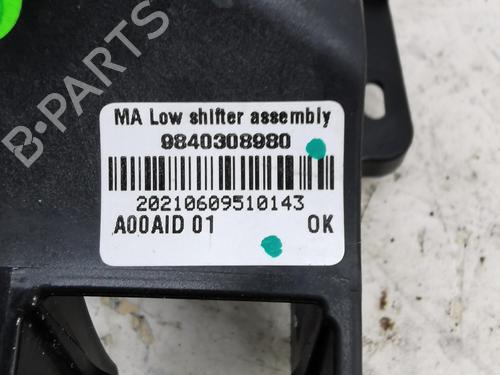 B-PARTS
MA Low shifter assembly
9840308980
20210609510143
A00AID 01 OK